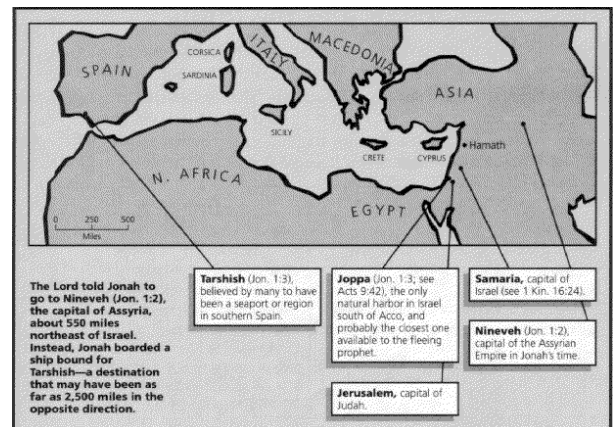 CORSICA
ITALY
MACEDONIA
SPAIN
SARDINIA
ASIA
SICILY
CRETE
CYPRUS
Hamath
N. AFRICA
EGYPT
0 250 500
Miles
The Lord told Jonah to
go to Nineveh (Jon. 1:2),
the capital of Assyria,
about 550 miles
northeast of Israel.
Instead, Jonah boarded a
ship bound for
Tarshish—a destination
that may have been as
far as 2,500 miles in the
opposite direction.
Tarshish (Jon. 1:3),
believed by many to have
been a seaport or region
in southern Spain.
Joppa (Jon. 1:3; see
Acts 9:42), the only
natural harbor in Israel
south of Acco, and
probably the closest one
available to the fleeing
prophet.
Jerusalem, capital of
Judah.
Samaria, capital of
Israel (see 1 Kin. 16:24).
Nineveh (Jon. 1:2),
capital of the Assyrian
Empire in Jonah's time.